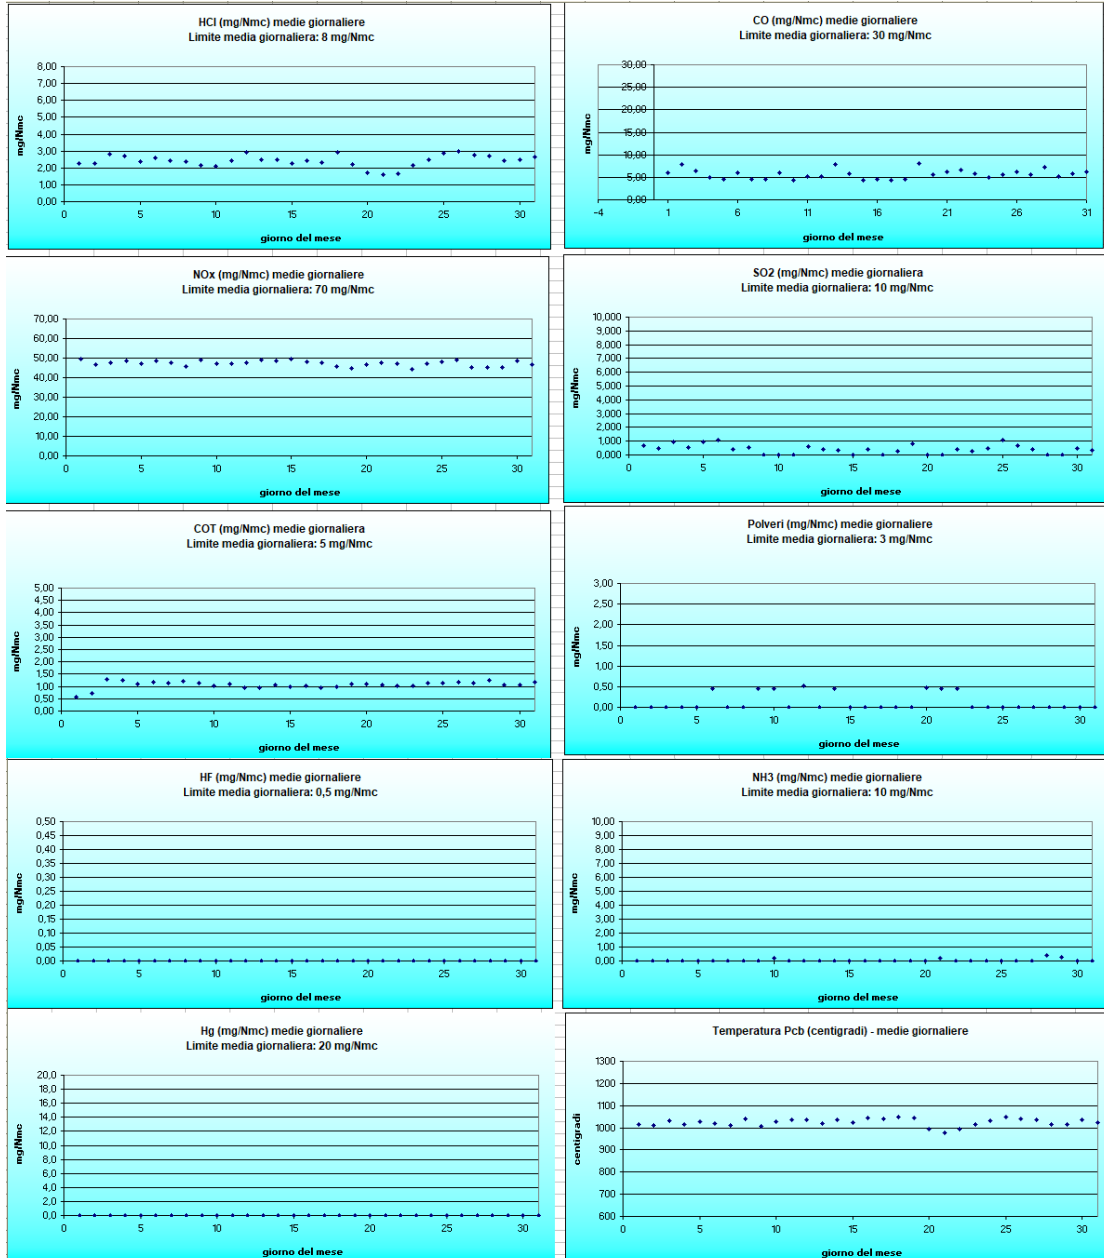 HCl (mg/Nmc) medie giornaliere
Limite media giornaliera: 8 mg/Nmc
8,00
7,00
6,00
5,00
4,00
3,00
2,00
1,00
0,00
mg/Nmc
0 5 10 15 20 25 30
giorno del mese
CO (mg/Nmc) medie giornaliere
Limite media giornaliera: 30 mg/Nmc
30,00
25,00
20,00
15,00
10,00
5,00
0,00
mg/Nmc
-4 1 6 11 16 21 26 31
giorno del mese
NOx (mg/Nmc) medie giornaliere
Limite media giornaliera: 70 mg/Nmc
70,00
60,00
50,00
40,00
30,00
20,00
10,00
0,00
mg/Nmc
0 5 10 15 20 25 30
giorno del mese
SO2 (mg/Nmc) medie giornaliera
Limite media giornaliera: 10 mg/Nmc
10,000
9,000
8,000
7,000
6,000
5,000
4,000
3,000
2,000
1,000
0,000
mg/Nmc
0 5 10 15 20 25 30
giorno del mese
COT (mg/Nmc) medie giornaliera
Limite media giornaliera: 5 mg/Nmc
5,00
4,50
4,00
3,50
3,00
2,50
2,00
1,50
1,00
0,50
0,00
mg/Nmc
0 5 10 15 20 25 30
giorno del mese
Polveri (mg/Nmc) medie giornaliere
Limite media giornaliera: 3 mg/Nmc
3,00
2,50
2,00
1,50
1,00
0,50
0,00
mg/Nmc
0 5 10 15 20 25 30
giorno del mese
HF (mg/Nmc) medie giornaliere
Limite media giornaliera: 0,5 mg/Nmc
0,50
0,45
0,40
0,35
0,30
0,25
0,20
0,15
0,10
0,05
0,00
mg/Nmc
0 5 10 15 20 25 30
giorno del mese
NH3 (mg/Nmc) medie giornaliere
Limite media giornaliera: 10 mg/Nmc
10,00
9,00
8,00
7,00
6,00
5,00
4,00
3,00
2,00
1,00
0,00
mg/Nmc
0 5 10 15 20 25 30
giorno del mese
Hg (mg/Nmc) medie giornaliere
Limite media giornaliera: 20 mg/Nmc
20,0
18,0
16,0
14,0
12,0
10,0
8,0
6,0
4,0
2,0
0,0
mg/Nmc
0 5 10 15 20 25 30
giorno del mese
Temperatura Pcb (centigradi) - medie giornaliere
1300
1200
1100
1000
900
800
700
600
centigradi
0 5 10 15 20 25 30
giorno del mese